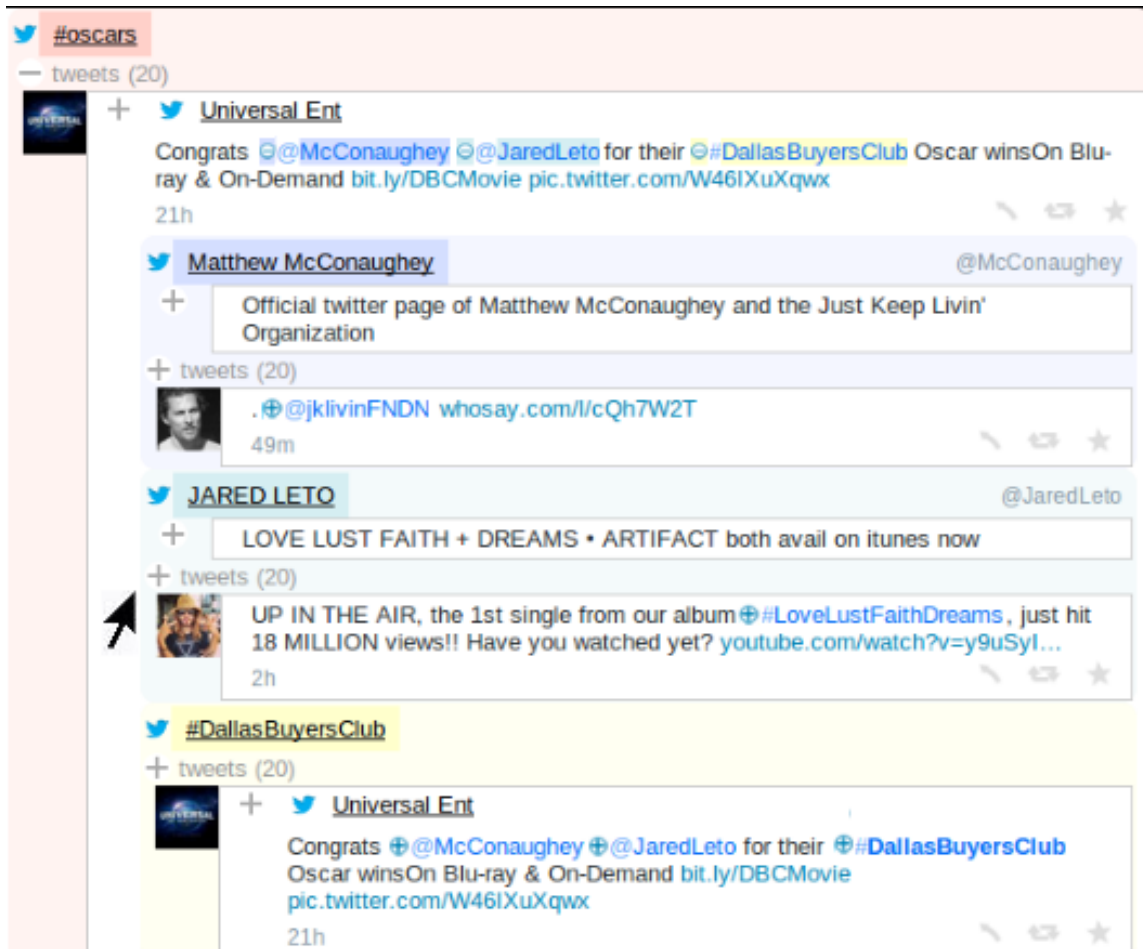 #oscars
tweets (20)
UNIVERSAL
Universal Ent
Congrats @McConaughey @JaredLeto for their #DallasBuyersClub Oscar winsOn Blu-
ray & On-Demand bit.ly/DBCMovie pic.twitter.com/W46IXuXqwx
21h
Matthew McConaughey @McConaughey
Official twitter page of Matthew McConaughey and the Just Keep Livin'
Organization
tweets (20)
. @jklivinFNDN whosay.com/l/cQh7W2T
49m
JARED LETO @JaredLeto
LOVE LUST FAITH + DREAMS • ARTIFACT both avail on itunes now
tweets (20)
UP IN THE AIR, the 1st single from our album #LoveLustFaithDreams, just hit
18 MILLION views!! Have you watched yet? youtube.com/watch?v=y9uSyI...
2h
#DallasBuyersClub
tweets (20)
UNIVERSAL
Universal Ent
Congrats @McConaughey @JaredLeto for their #DallasBuyersClub
Oscar winsOn Blu-ray & On-Demand bit.ly/DBCMovie
pic.twitter.com/W46IXuXqwx
21h